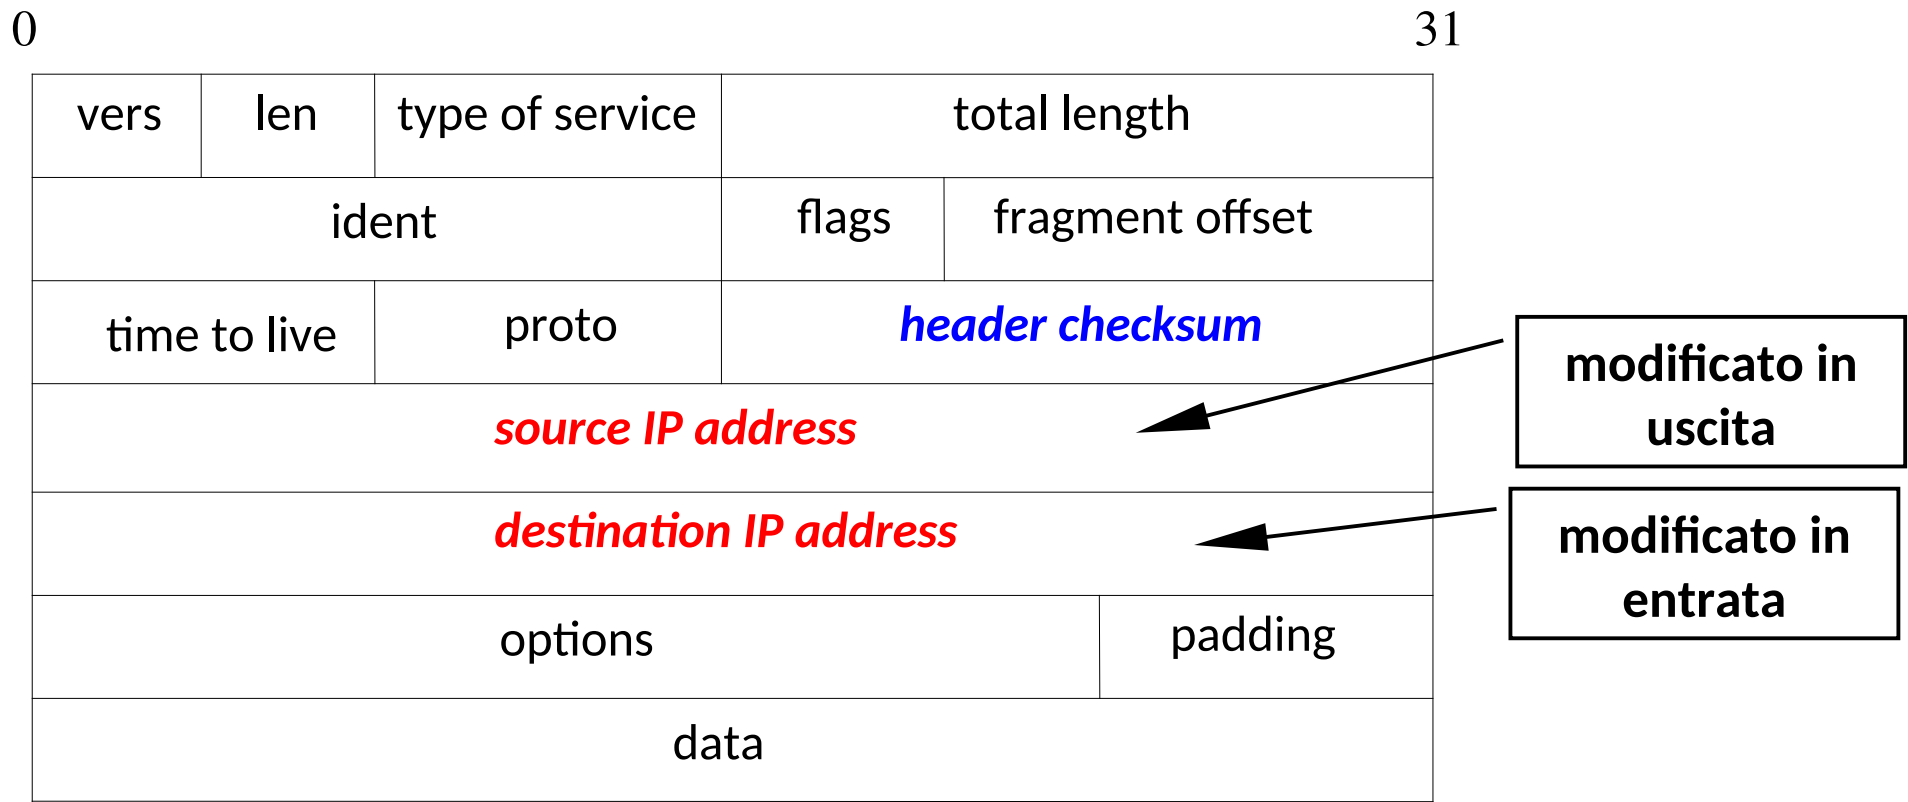 0 31
vers len type of service total length
ident flags fragment offset
time to live proto header checksum
modificato in
uscita
source IP address
destination IP address
modificato in
entrata
options padding
data